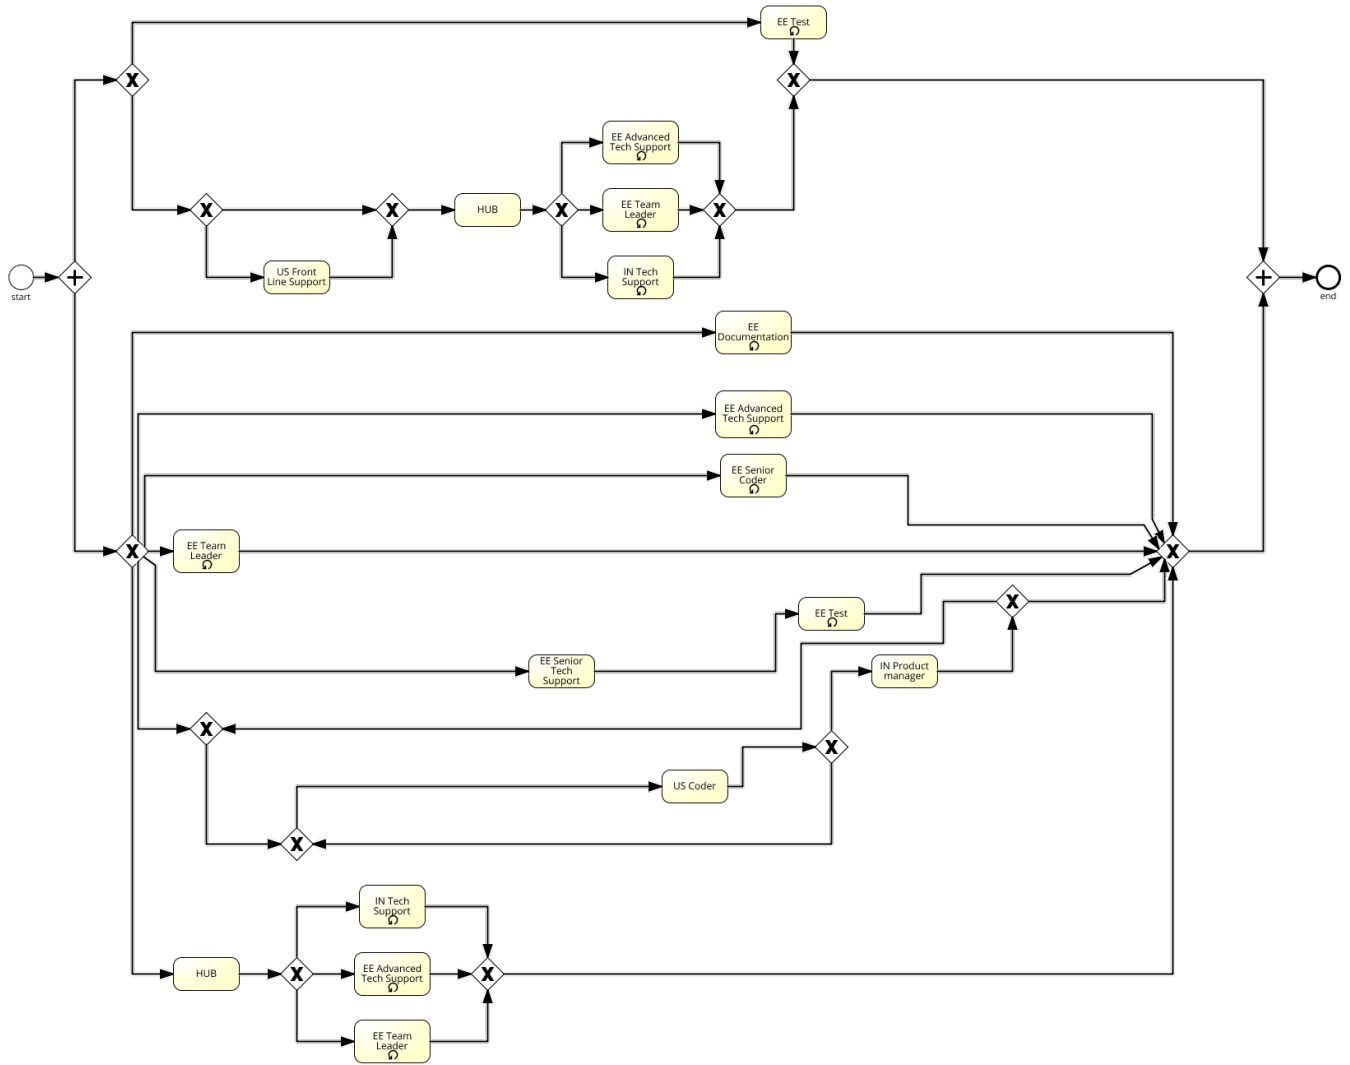 EE Test
EE Advanced
Tech Support
HUB
EE Team
Leader
US Front
Line Support
IN Tech
Support
start
end
EE
Documentation
EE Advanced
Tech Support
EE Senior
Coder
EE Team
Leader
EE Test
EE Senior
Tech
Support
IN Product
manager
US Coder
IN Tech
Support
HUB
EE Advanced
Tech Support
EE Team
Leader